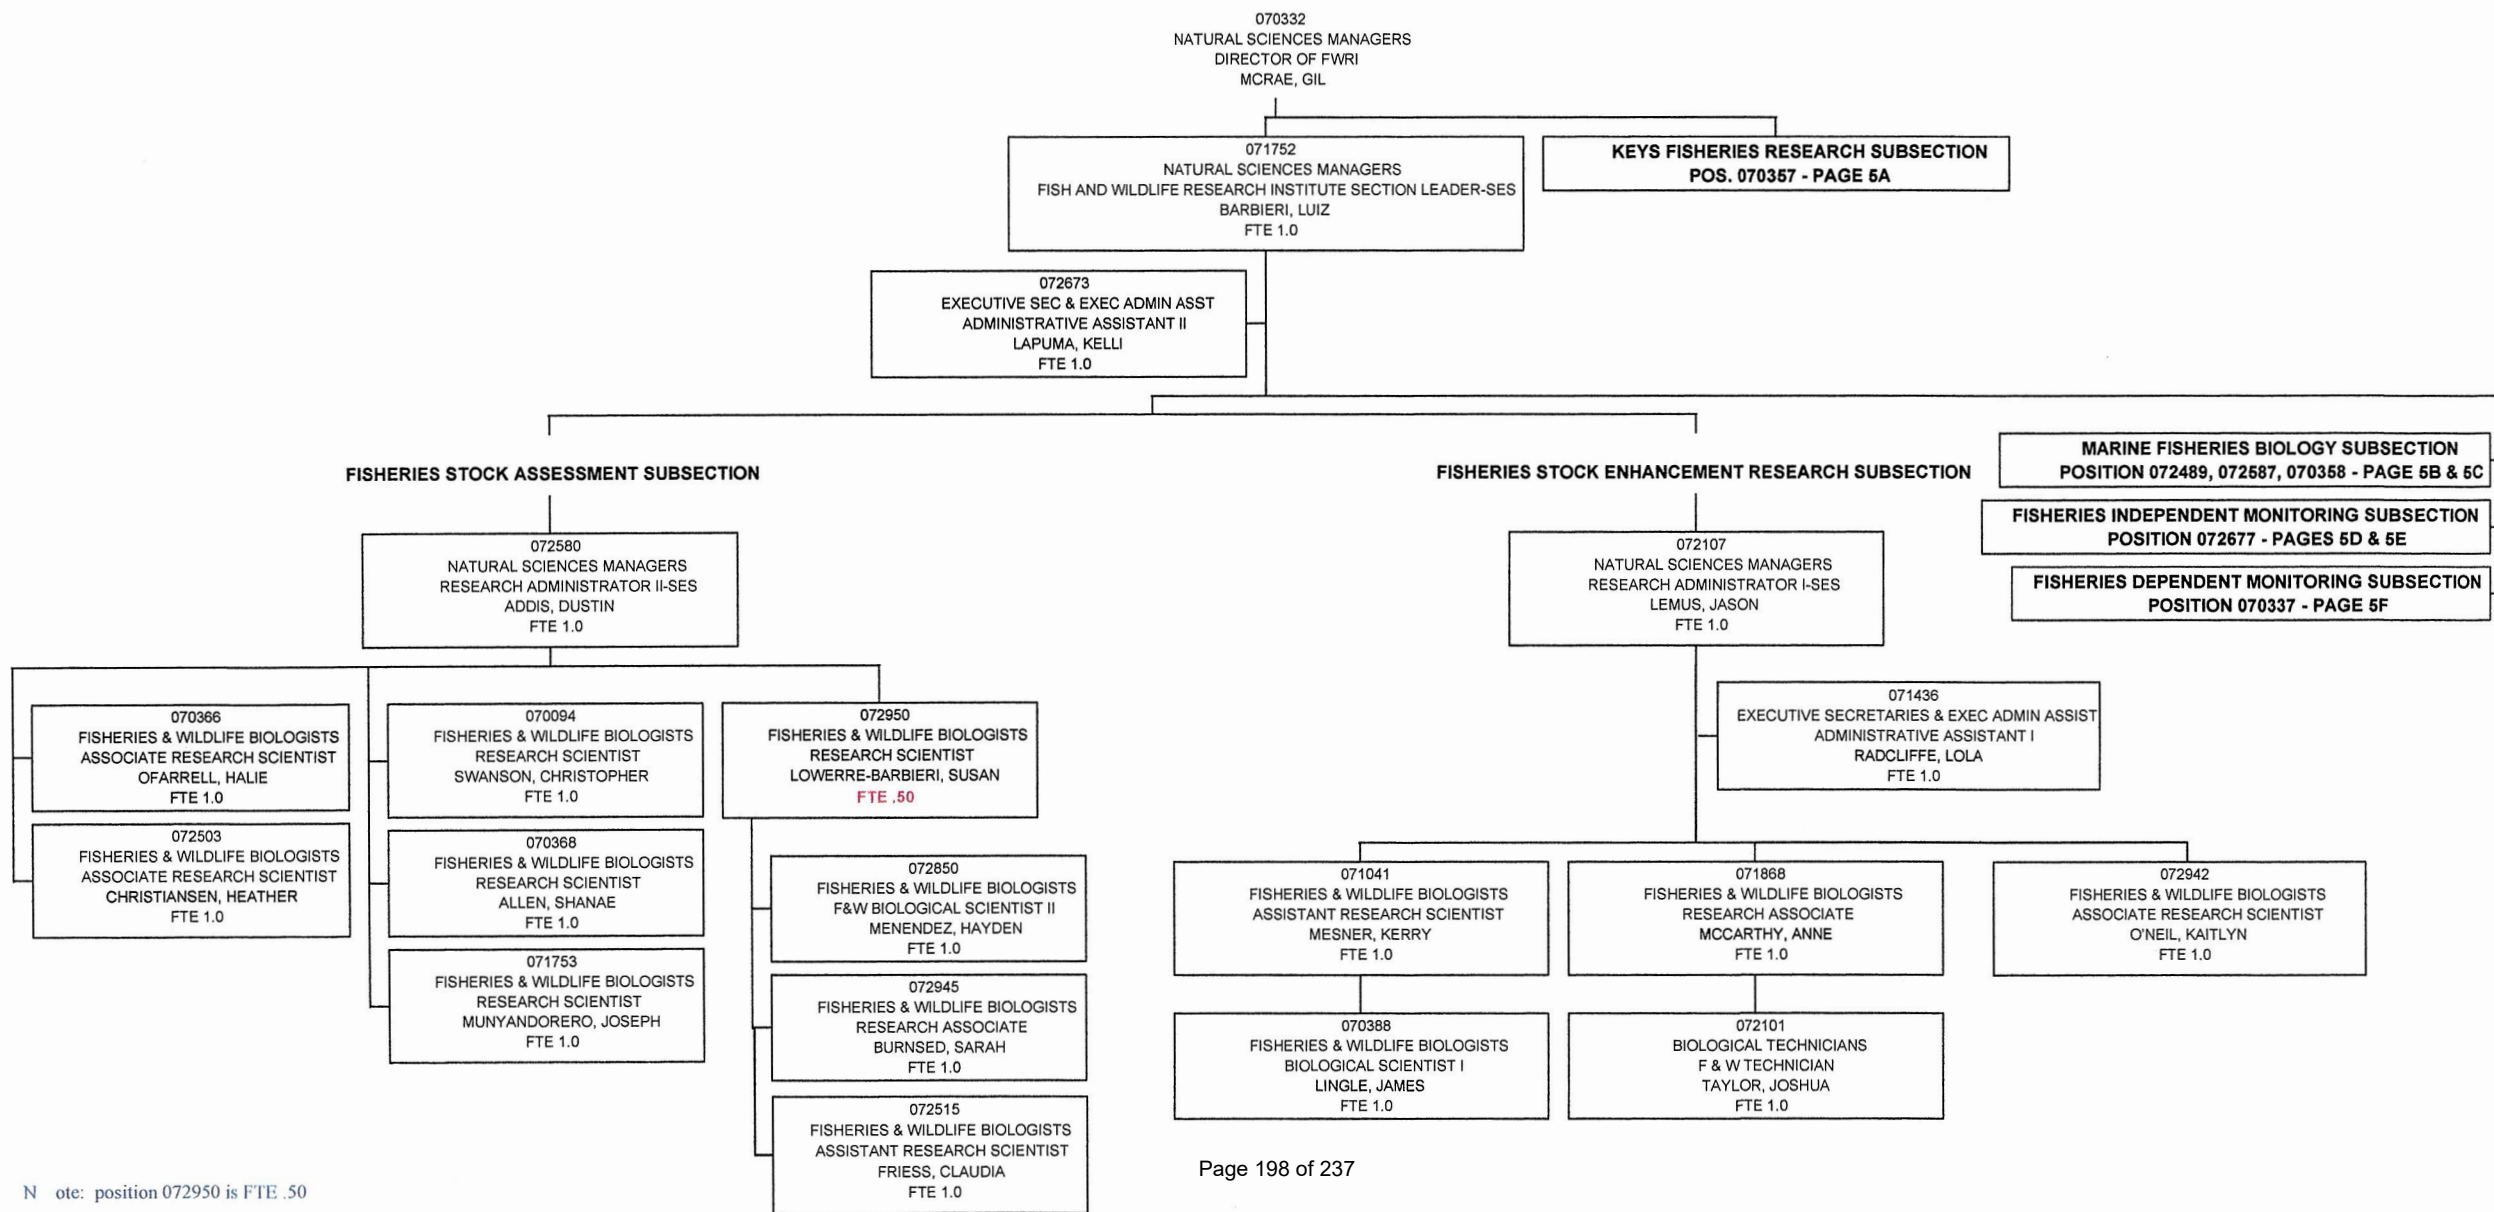 070332
NATURAL SCIENCES MANAGERS
DIRECTOR OF FWRI
MCRAE, GIL
071752
NATURAL SCIENCES MANAGERS
FISH AND WILDLIFE RESEARCH INSTITUTE SECTION LEADER-SES
BARBIERI, LUIZ
FTE 1.0
KEYS FISHERIES RESEARCH SUBSECTION
POS. 070357 - PAGE 5A
072673
EXECUTIVE SEC & EXEC ADMIN ASST
ADMINISTRATIVE ASSISTANT II
LAPUMA, KELLI
FTE 1.0
FISHERIES STOCK ASSESSMENT SUBSECTION
072580
NATURAL SCIENCES MANAGERS
RESEARCH ADMINISTRATOR II-SES
ADDIS, DUSTIN
FTE 1.0
070366
FISHERIES & WILDLIFE BIOLOGISTS
ASSOCIATE RESEARCH SCIENTIST
OFARRELL, HALIE
FTE 1.0
072503
FISHERIES & WILDLIFE BIOLOGISTS
ASSOCIATE RESEARCH SCIENTIST
CHRISTIANSEN, HEATHER
FTE 1.0
070094
FISHERIES & WILDLIFE BIOLOGISTS
RESEARCH SCIENTIST
SWANSON, CHRISTOPHER
FTE 1.0
070368
FISHERIES & WILDLIFE BIOLOGISTS
RESEARCH SCIENTIST
ALLEN, SHANAE
FTE 1.0
071753
FISHERIES & WILDLIFE BIOLOGISTS
RESEARCH SCIENTIST
MUNYANDORERO, JOSEPH
FTE 1.0
072950
FISHERIES & WILDLIFE BIOLOGISTS
RESEARCH SCIENTIST
LOWERRE-BARBIERI, SUSAN
FTE .50
072850
FISHERIES & WILDLIFE BIOLOGISTS
F&W BIOLOGICAL SCIENTIST II
MENENDEZ, HAYDEN
FTE 1.0
072945
FISHERIES & WILDLIFE BIOLOGISTS
RESEARCH ASSOCIATE
BURNSED, SARAH
FTE 1.0
072515
FISHERIES & WILDLIFE BIOLOGISTS
ASSISTANT RESEARCH SCIENTIST
FRIESS, CLAUDIA
FTE 1.0
FISHERIES STOCK ENHANCEMENT RESEARCH SUBSECTION
072107
NATURAL SCIENCES MANAGERS
RESEARCH ADMINISTRATOR I-SES
LEMUS, JASON
FTE 1.0
071436
EXECUTIVE SECRETARIES & EXEC ADMIN ASSIST
ADMINISTRATIVE ASSISTANT I
RADCLIFFE, LOLA
FTE 1.0
071041
FISHERIES & WILDLIFE BIOLOGISTS
ASSISTANT RESEARCH SCIENTIST
MESNER, KERRY
FTE 1.0
070388
FISHERIES & WILDLIFE BIOLOGISTS
BIOLOGICAL SCIENTIST I
LINGLE, JAMES
FTE 1.0
071868
FISHERIES & WILDLIFE BIOLOGISTS
RESEARCH ASSOCIATE
MCCARTHY, ANNE
FTE 1.0
072101
BIOLOGICAL TECHNICIANS
F & W TECHNICIAN
TAYLOR, JOSHUA
FTE 1.0
072942
FISHERIES & WILDLIFE BIOLOGISTS
ASSOCIATE RESEARCH SCIENTIST
O'NEIL, KAITLYN
FTE 1.0
MARINE FISHERIES BIOLOGY SUBSECTION
POSITION 072489, 072587, 070358 - PAGE 5B & 5C
FISHERIES INDEPENDENT MONITORING SUBSECTION
POSITION 072677 - PAGES 5D & 5E
FISHERIES DEPENDENT MONITORING SUBSECTION
POSITION 070337 - PAGE 5F
N ote: position 072950 is FTE .50
Page 198 of 237